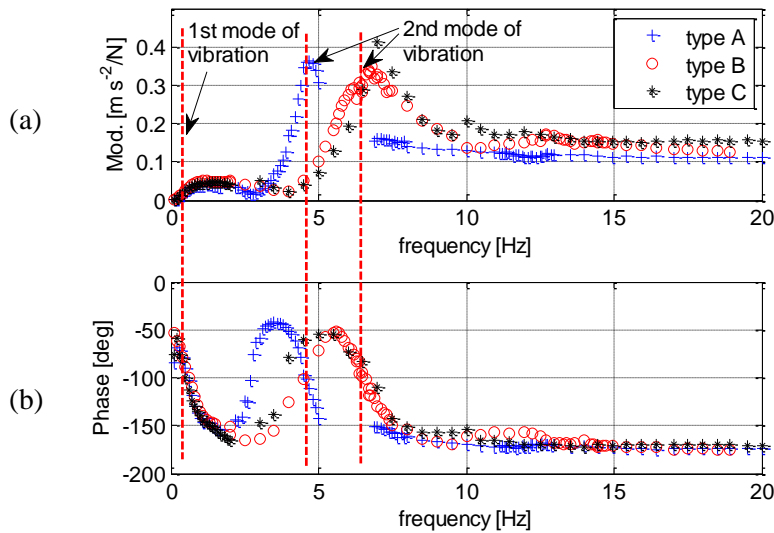 (a)
Mod. [m s⁻²/N]
0.4
0.3
0.2
0.1
0
1st mode of
vibration
2nd mode of
vibration
type A
type B
type C
0 5 10 15 20
frequency [Hz]
(b)
Phase [deg]
0
-50
-100
-150
-200
0 5 10 15 20
frequency [Hz]